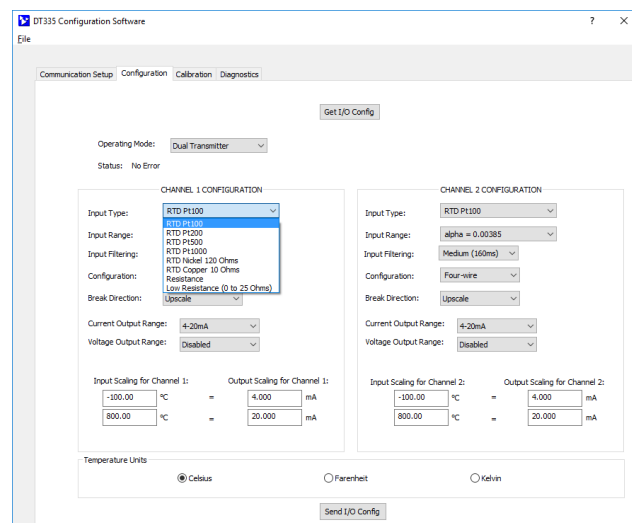 DT335 Configuration Software ? X
File
Communication Setup Configuration Calibration Diagnostics
Get I/O Config
Operating Mode: Dual Transmitter
Status: No Error
CHANNEL 1 CONFIGURATION
Input Type: RTD Pt100
RTD Pt100
RTD Pt200
RTD Pt500
RTD Pt1000
RTD Nickel 120 Ohms
RTD Copper 10 Ohms
Resistance
Low Resistance (0 to 25 Ohms)
Input Range:
Input Filtering:
Configuration:
Break Direction: Upscale
Current Output Range: 4-20mA
Voltage Output Range: Disabled
Input Scaling for Channel 1: Output Scaling for Channel 1:
-100.00 °C = 4.000 mA
800.00 °C = 20.000 mA
CHANNEL 2 CONFIGURATION
Input Type: RTD Pt100
Input Range: alpha = 0.00385
Input Filtering: Medium (160ms)
Configuration: Four-wire
Break Direction: Upscale
Current Output Range: 4-20mA
Voltage Output Range: Disabled
Input Scaling for Channel 2: Output Scaling for Channel 2:
-100.00 °C = 4.000 mA
800.00 °C = 20.000 mA
Temperature Units
Celsius Farenheit Kelvin
Send I/O Config